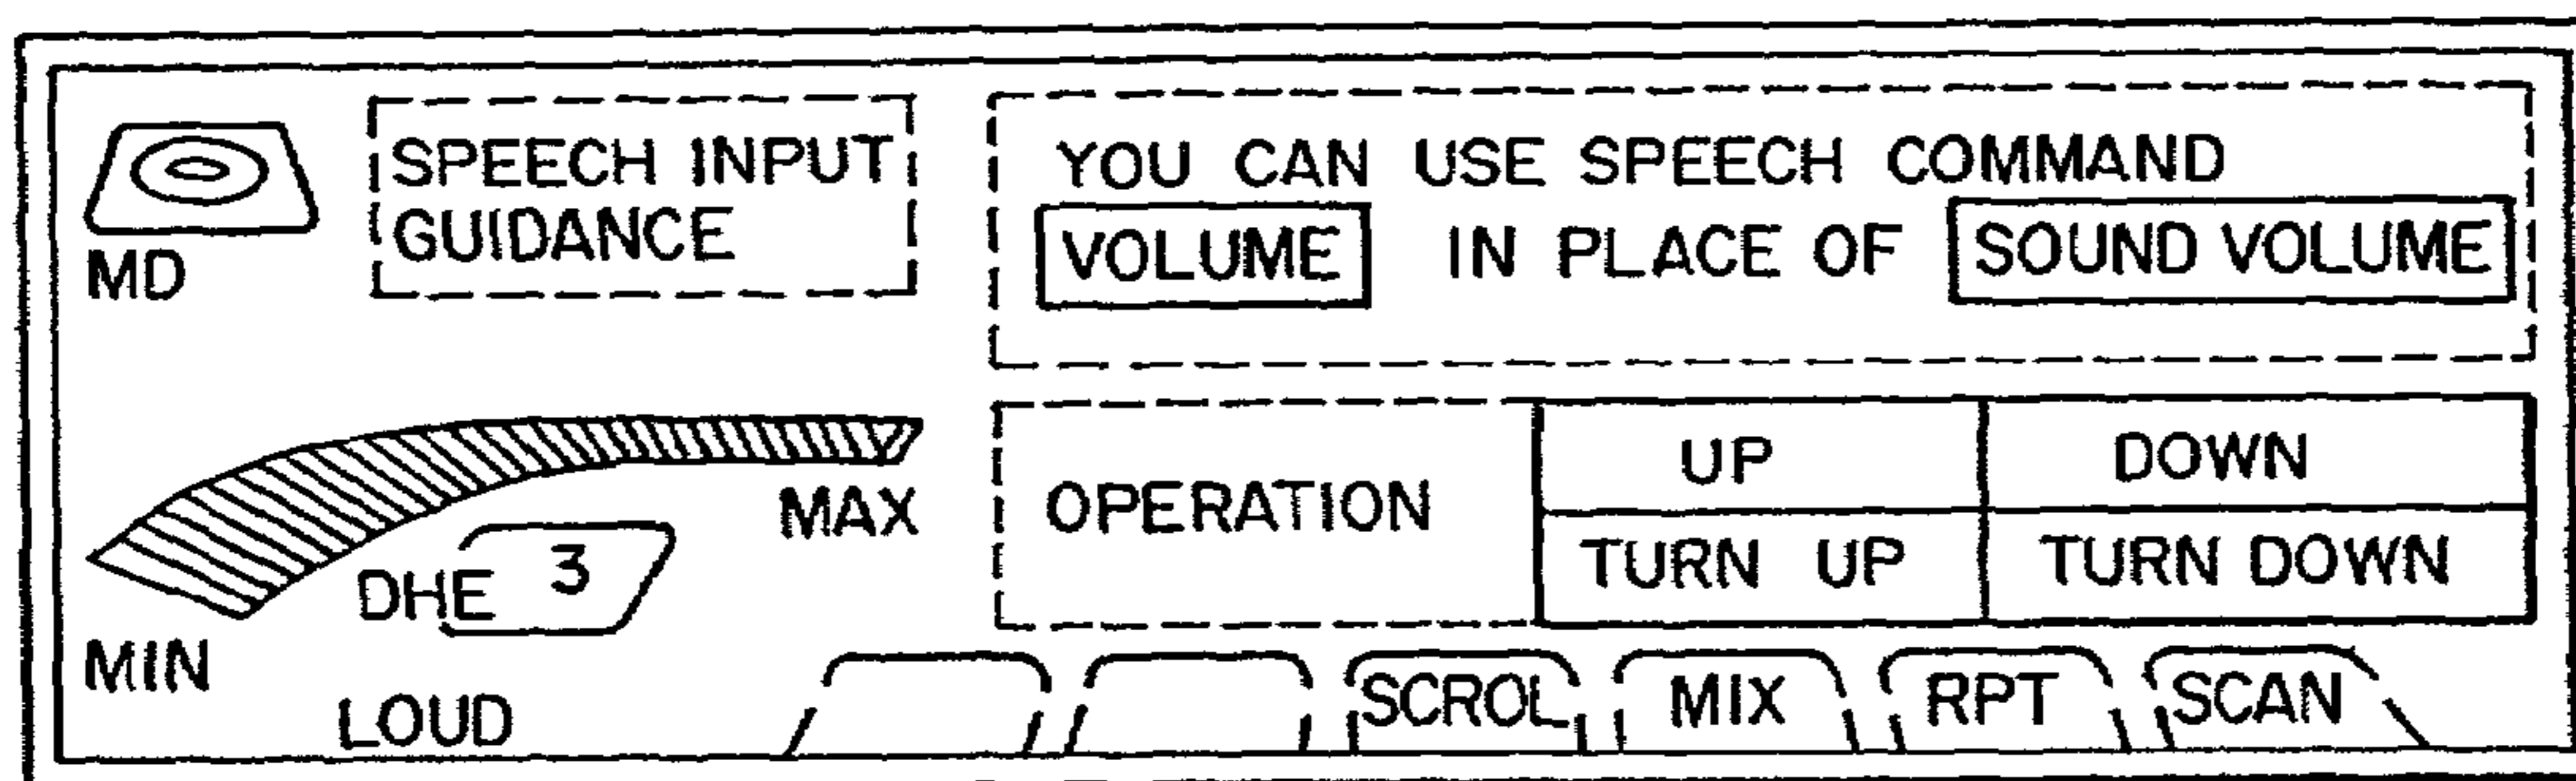 SPEECH INPUT
GUIDANCE
MD
YOU CAN USE SPEECH COMMAND
VOLUME IN PLACE OF SOUND VOLUME
MAX
DHE 3
MIN
LOUD
OPERATION
UP DOWN
TURN UP TURN DOWN
SCROL MIX RPT SCAN